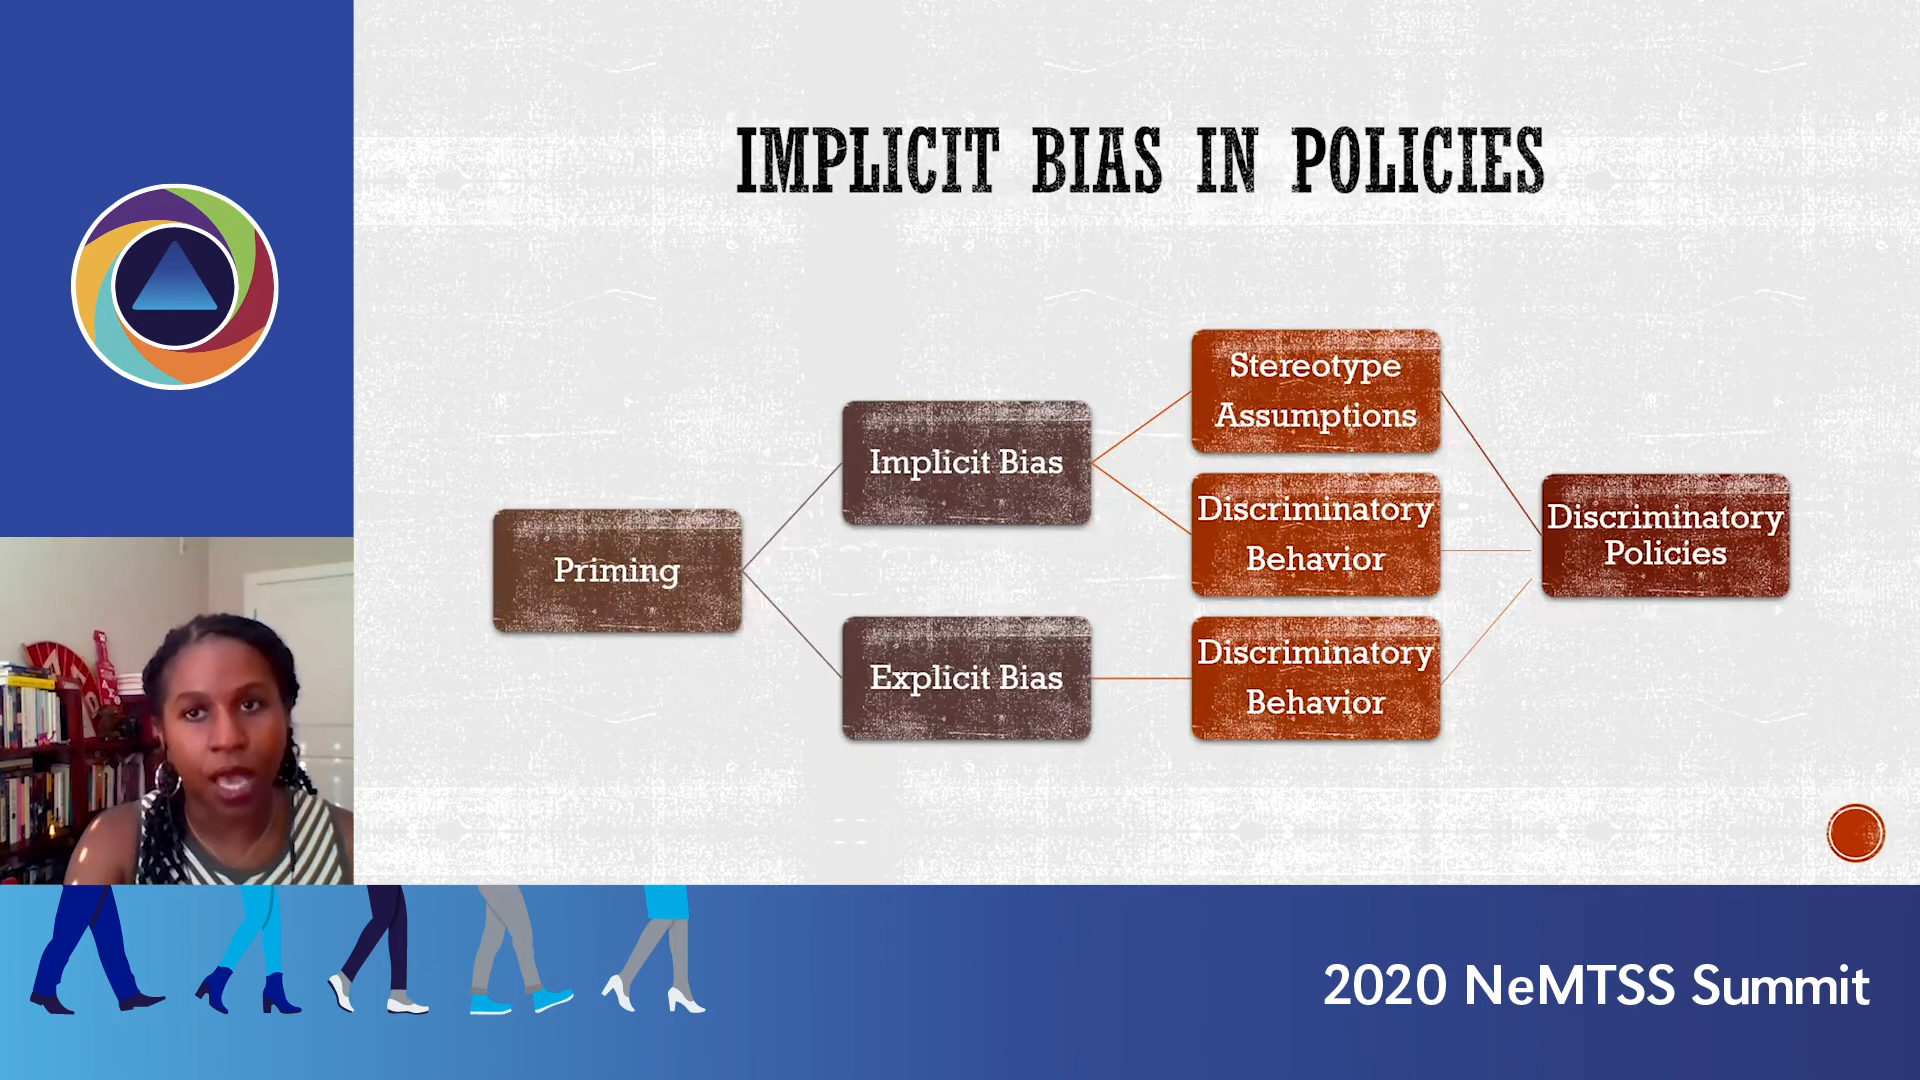 IMPLICIT BIAS IN POLICIES
Priming
Implicit Bias
Explicit Bias
Stereotype
Assumptions
Discriminatory
Behavior
Discriminatory
Behavior
Discriminatory
Policies
2020 NeMTSS Summit